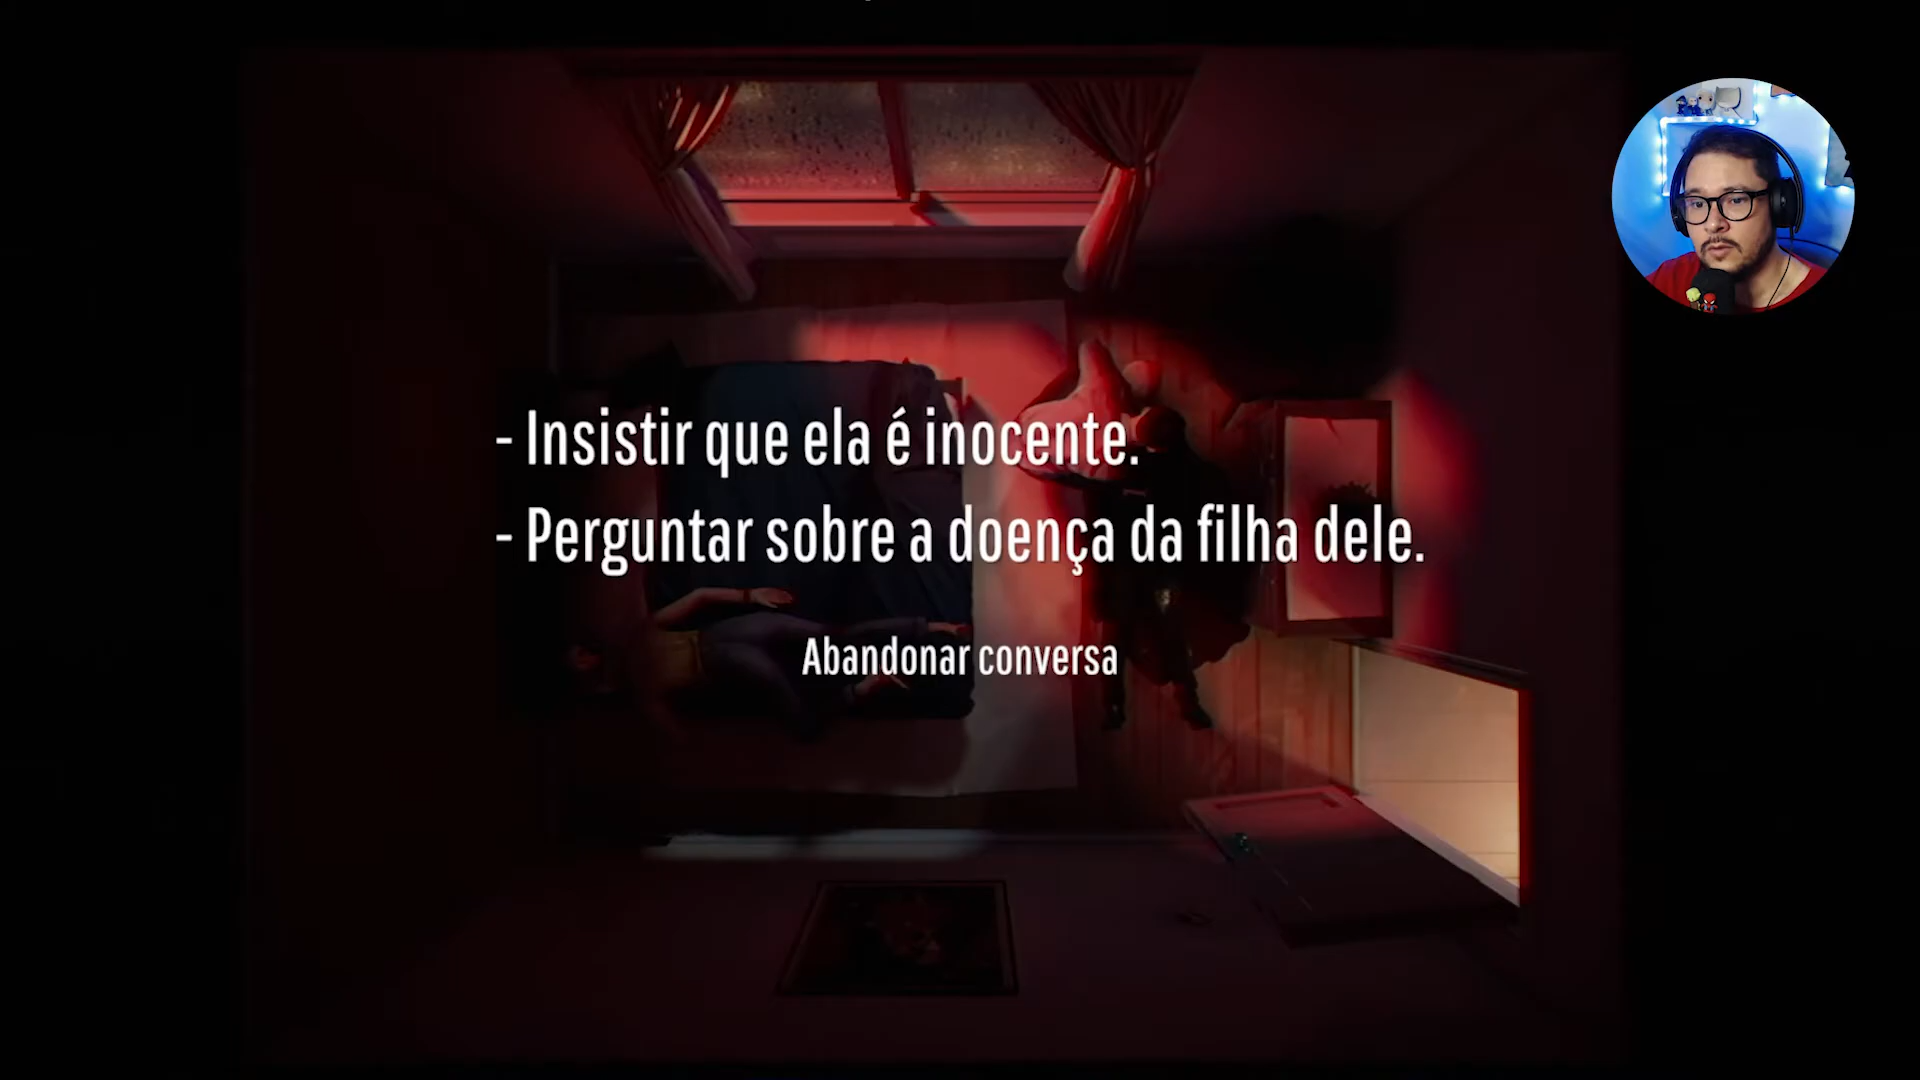 - Insistir que ela é inocente.
- Perguntar sobre a doença da filha dele.
Abandonar conversa